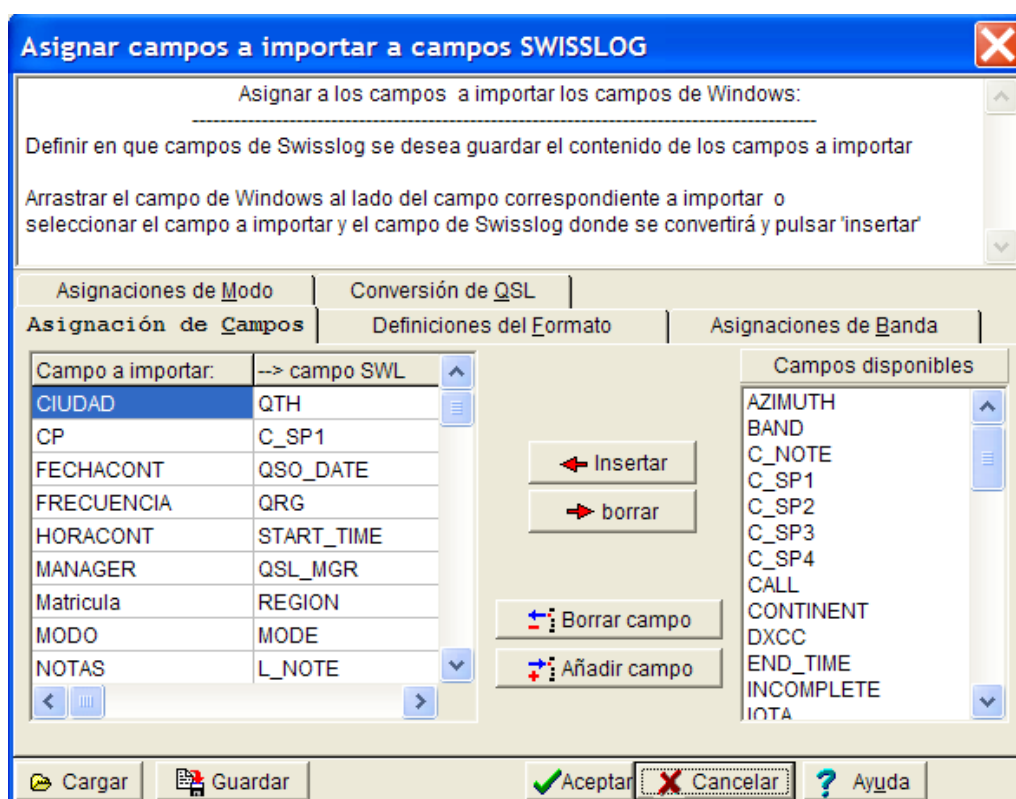 Asignar campos a importar a campos SWISSLOG
Asignar a los campos a importar los campos de Windows:
-----------------------------------------------------------------------------------------
Definir en que campos de Swisslog se desea guardar el contenido de los campos a importar
Arrastrar el campo de Windows al lado del campo correspondiente a importar o
seleccionar el campo a importar y el campo de Swisslog donde se convertirá y pulsar 'insertar'
Asignaciones de Modo
Conversión de QSL
Asignación de Campos
Definiciones del Formato
Asignaciones de Banda
Campo a importar: --> campo SWL
CIUDAD QTH
CP C_SP1
FECHACONT QSO_DATE
FRECUENCIA QRG
HORACONT START_TIME
MANAGER QSL_MGR
Matricula REGION
MODO MODE
NOTAS L_NOTE
Insertar
borrar
Borrar campo
Añadir campo
Campos disponibles
AZIMUTH
BAND
C_NOTE
C_SP1
C_SP2
C_SP3
C_SP4
CALL
CONTINENT
DXCC
END_TIME
INCOMPLETE
IOTA
Cargar
Guardar
Aceptar
Cancelar
Ayuda